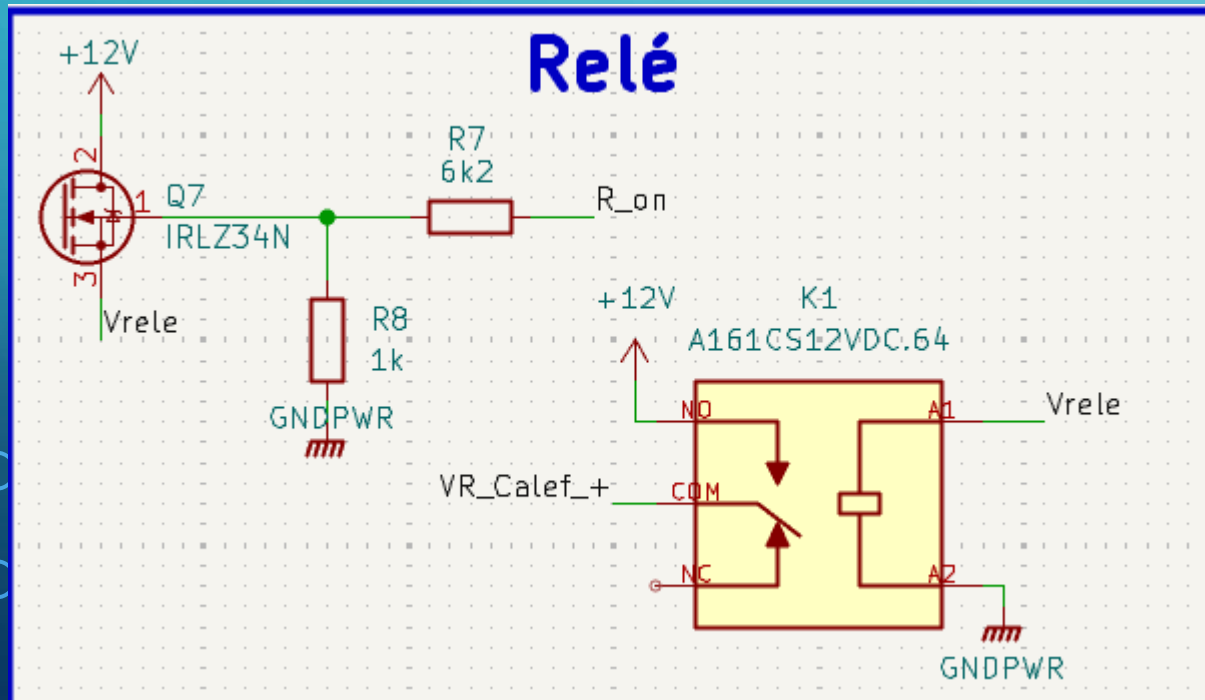 Relé
+12V
2
1
Q7
IRLZ34N
3
Vrele
R7
6k2
R_on
R8
1k
GNDPWR
+12V
K1
A161CS12VDC.64
NO
A1
Vrele
VR_Calef_+
COM
NC
A2
GNDPWR